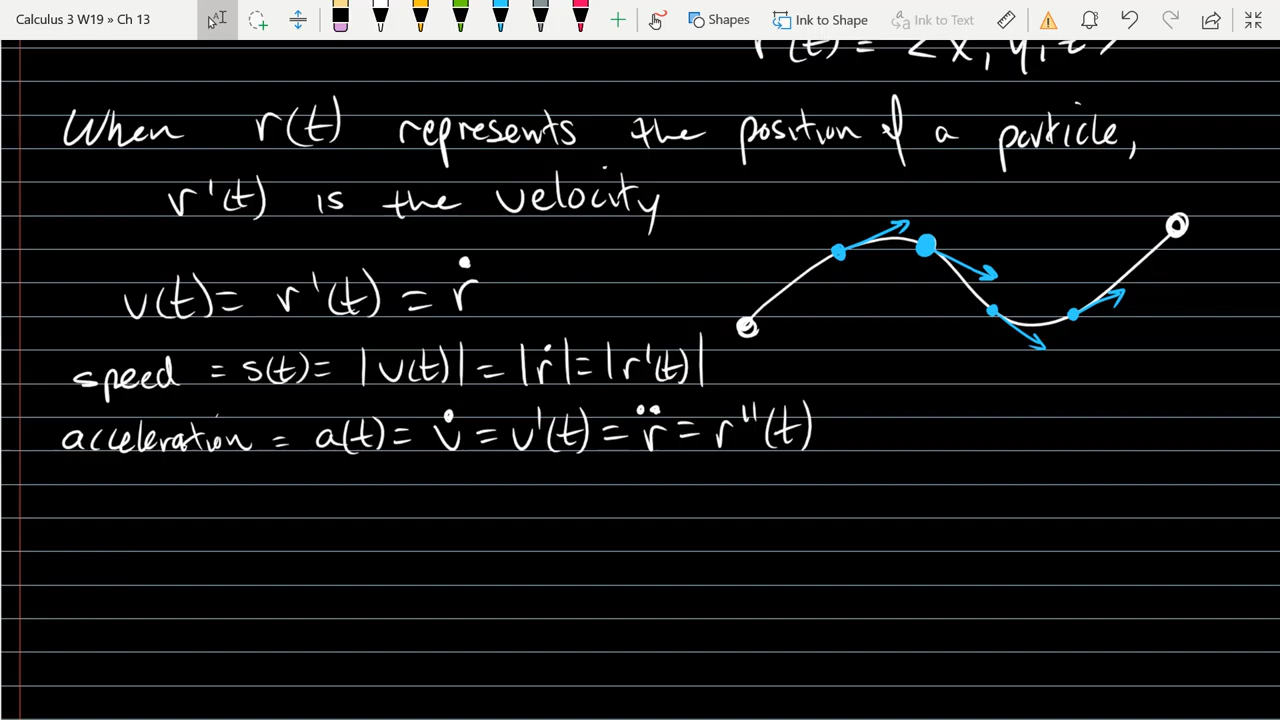 Calculus 3 W19 » Ch 13
Shapes
Ink to Shape
Ink to Text
r(t) = <x, y, z>
When r(t) represents the position of a particle,
r'(t) is the velocity
v(t) = r'(t) = ṙ
speed = s(t) = |v(t)| = |ṙ| = |r'(t)|
acceleration = a(t) = v̇ = v'(t) = r̈ = r''(t)